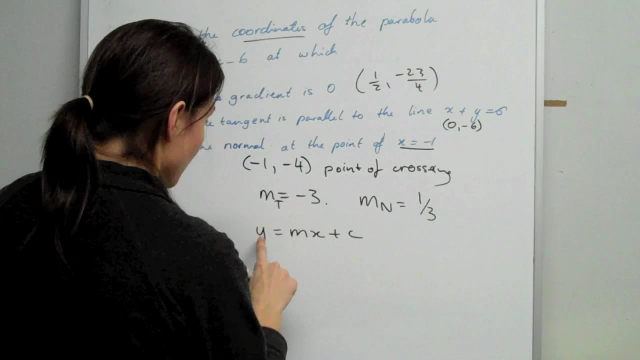 the coordinates of the parabola
- 6 at which
gradient is 0 (1/2, -23/4)
tangent is parallel to the line x + y = 6
(0, -6)
normal at the point of x = -1
(-1, -4) point of crossing
m_T = -3. m_N = 1/3
y = mx + c